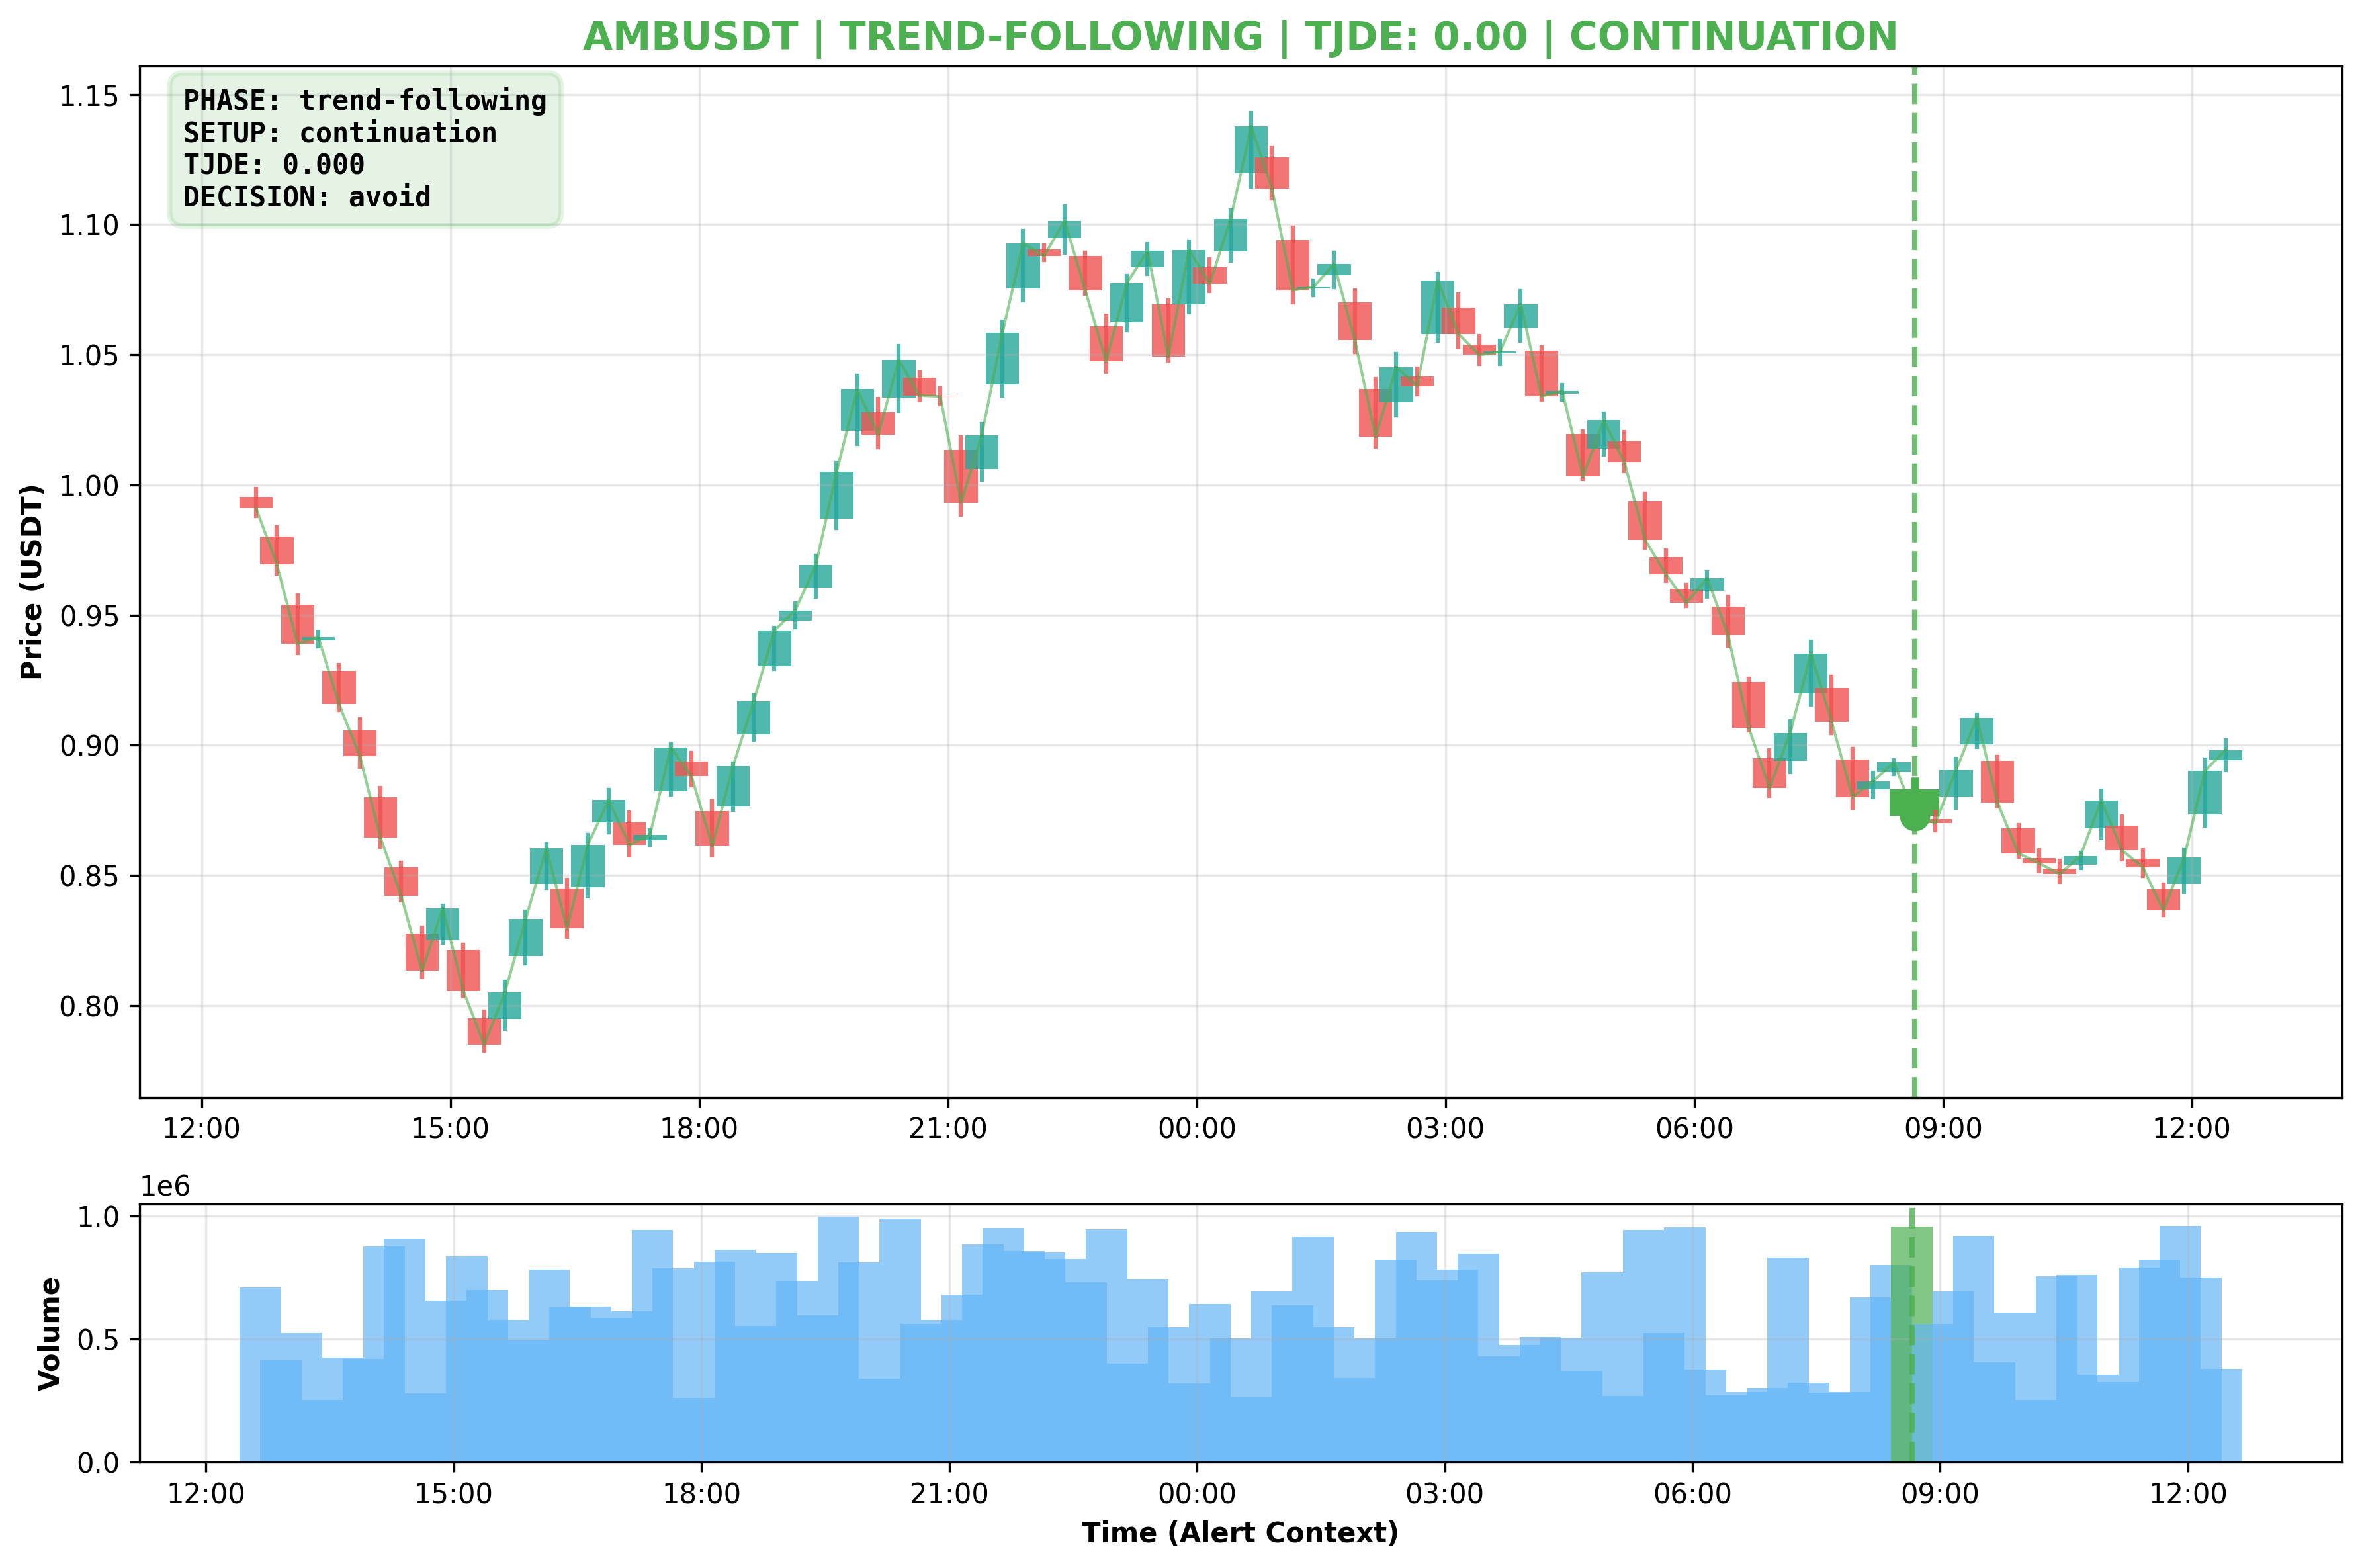 AMBUSDT | TREND-FOLLOWING | TJDE: 0.00 | CONTINUATION
PHASE: trend-following
SETUP: continuation
TJDE: 0.000
DECISION: avoid
Price (USDT)
1.15
1.10
1.05
1.00
0.95
0.90
0.85
0.80
12:00 15:00 18:00 21:00 00:00 03:00 06:00 09:00 12:00
1e6
Volume
1.0
0.5
0.0
12:00 15:00 18:00 21:00 00:00 03:00 06:00 09:00 12:00
Time (Alert Context)